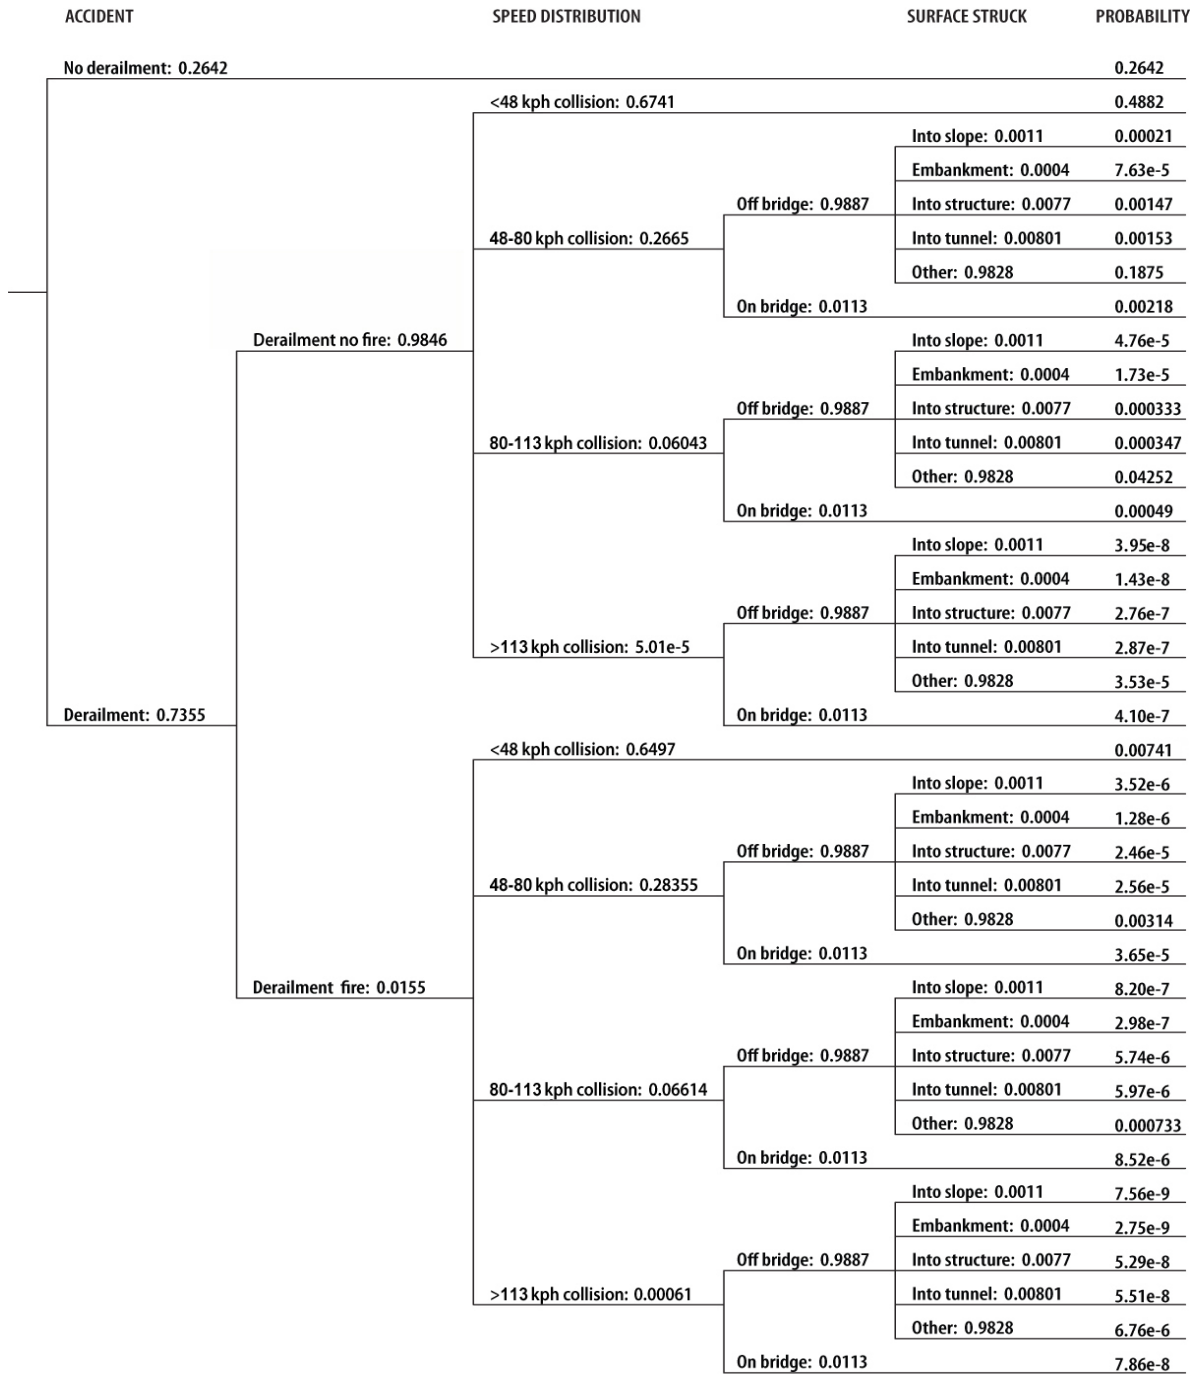 ACCIDENT SPEED DISTRIBUTION SURFACE STRUCK PROBABILITY
No derailment: 0.2642 0.2642
<48 kph collision: 0.6741 0.4882
Into slope: 0.0011 0.00021
Embankment: 0.0004 7.63e-5
Off bridge: 0.9887 Into structure: 0.0077 0.00147
48-80 kph collision: 0.2665 Into tunnel: 0.00801 0.00153
Other: 0.9828 0.1875
On bridge: 0.0113 0.00218
Derailment no fire: 0.9846 Into slope: 0.0011 4.76e-5
Embankment: 0.0004 1.73e-5
Off bridge: 0.9887 Into structure: 0.0077 0.000333
80-113 kph collision: 0.06043 Into tunnel: 0.00801 0.000347
Other: 0.9828 0.04252
On bridge: 0.0113 0.00049
Into slope: 0.0011 3.95e-8
Embankment: 0.0004 1.43e-8
Off bridge: 0.9887 Into structure: 0.0077 2.76e-7
>113 kph collision: 5.01e-5 Into tunnel: 0.00801 2.87e-7
Other: 0.9828 3.53e-5
Derailment: 0.7355 On bridge: 0.0113 4.10e-7
<48 kph collision: 0.6497 0.00741
Into slope: 0.0011 3.52e-6
Embankment: 0.0004 1.28e-6
Off bridge: 0.9887 Into structure: 0.0077 2.46e-5
48-80 kph collision: 0.28355 Into tunnel: 0.00801 2.56e-5
Other: 0.9828 0.00314
On bridge: 0.0113 3.65e-5
Derailment fire: 0.0155 Into slope: 0.0011 8.20e-7
Embankment: 0.0004 2.98e-7
Off bridge: 0.9887 Into structure: 0.0077 5.74e-6
80-113 kph collision: 0.06614 Into tunnel: 0.00801 5.97e-6
Other: 0.9828 0.000733
On bridge: 0.0113 8.52e-6
Into slope: 0.0011 7.56e-9
Embankment: 0.0004 2.75e-9
Off bridge: 0.9887 Into structure: 0.0077 5.29e-8
>113 kph collision: 0.00061 Into tunnel: 0.00801 5.51e-8
Other: 0.9828 6.76e-6
On bridge: 0.0113 7.86e-8